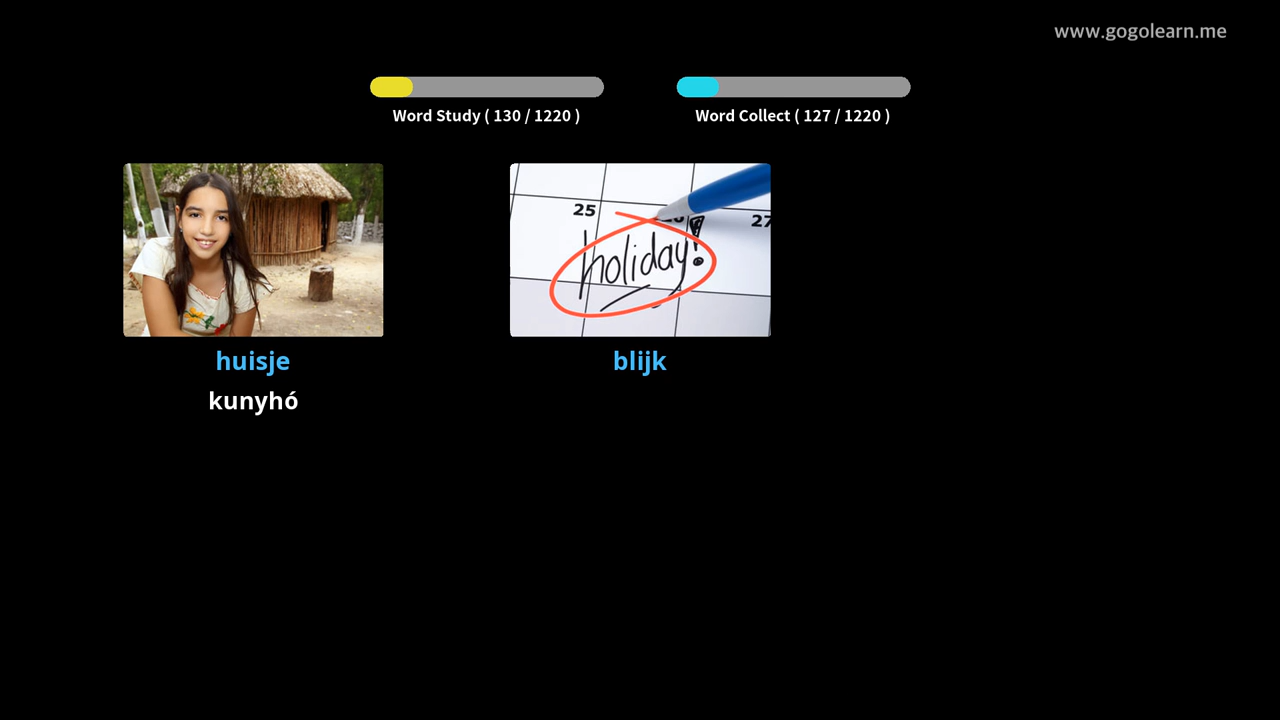 www.gogolearn.me
Word Study ( 130 / 1220 )
Word Collect ( 127 / 1220 )
25
27
holiday!
huisje
blijk
kunyhó